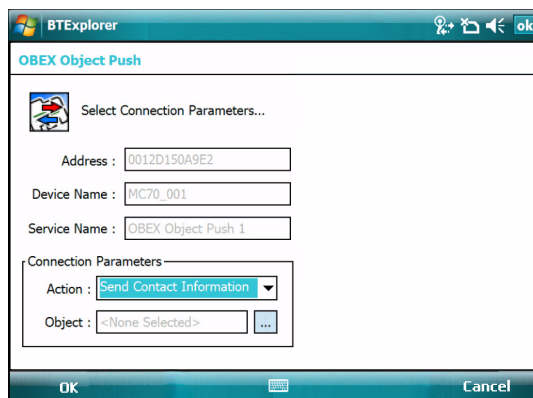 BTExplorer ok
OBEX Object Push
Select Connection Parameters...
Address : 0012D150A9E2
Device Name : MC70_001
Service Name : OBEX Object Push 1
Connection Parameters
Action : Send Contact Information
Object : <None Selected> ...
OK Cancel